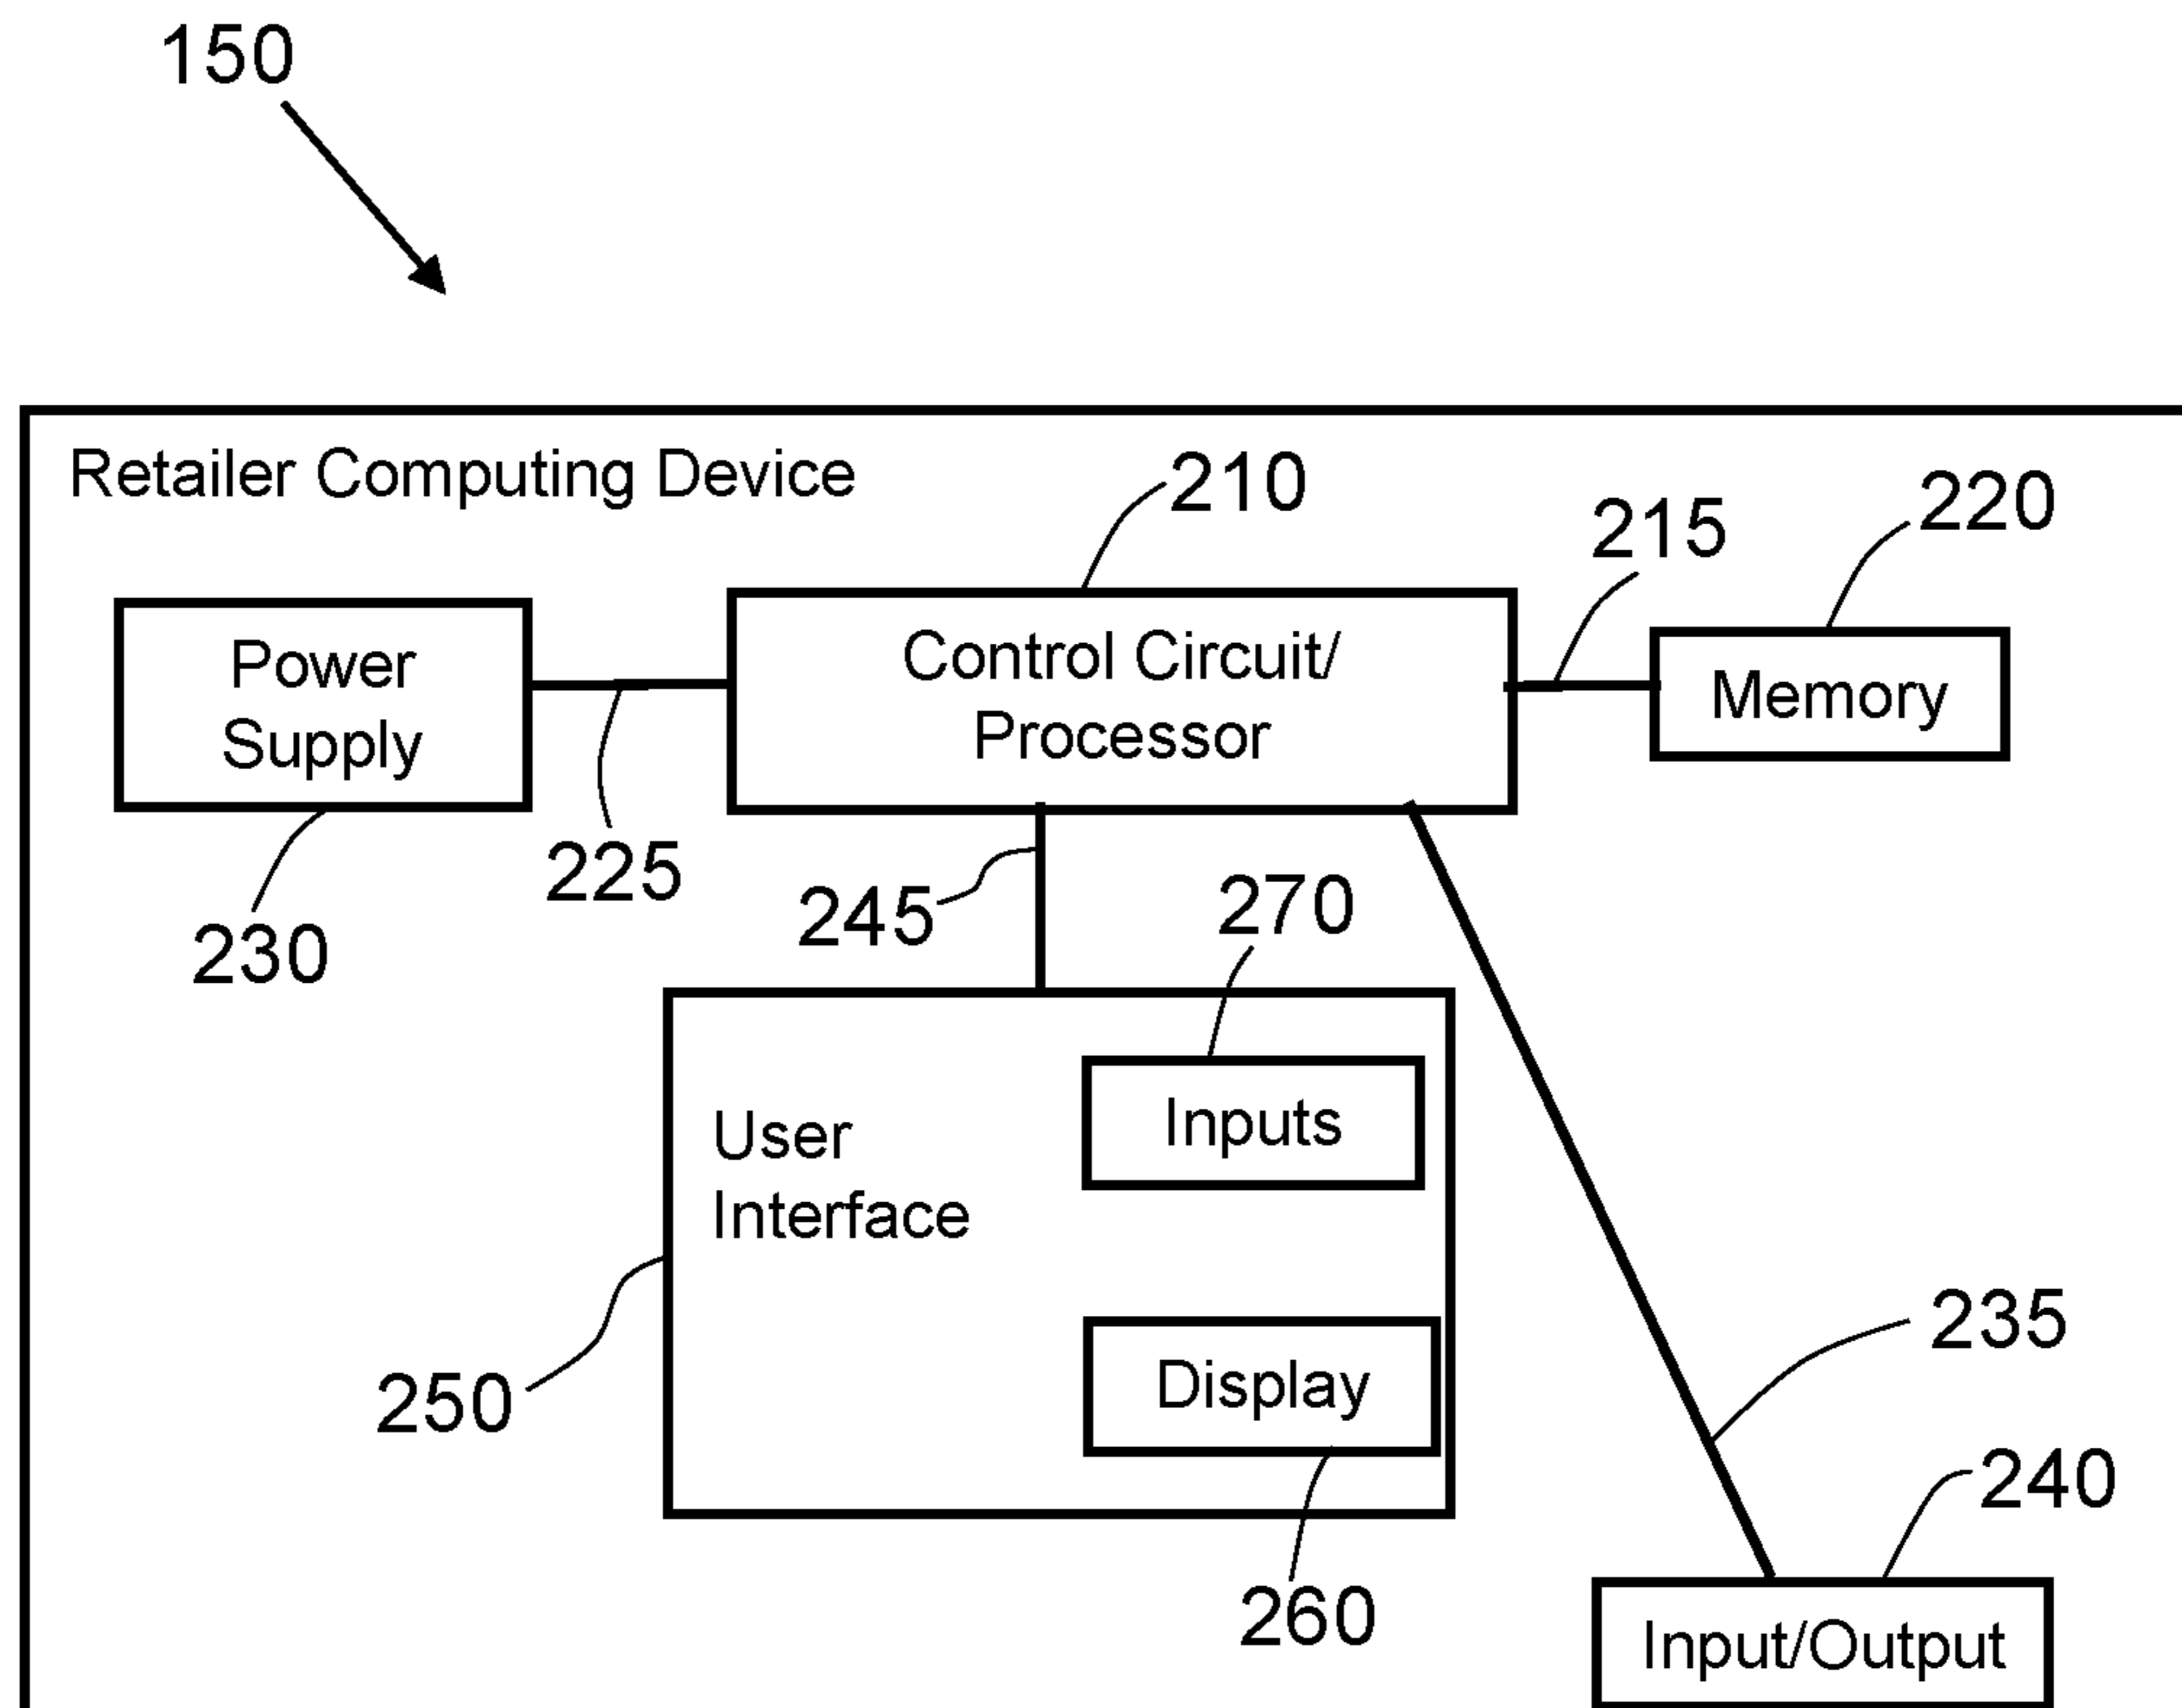 150
Retailer Computing Device
210
215
220
Power
Supply
Control Circuit/
Processor
Memory
230
225
245
270
User
Interface
Inputs
250
Display
260
235
240
Input/Output